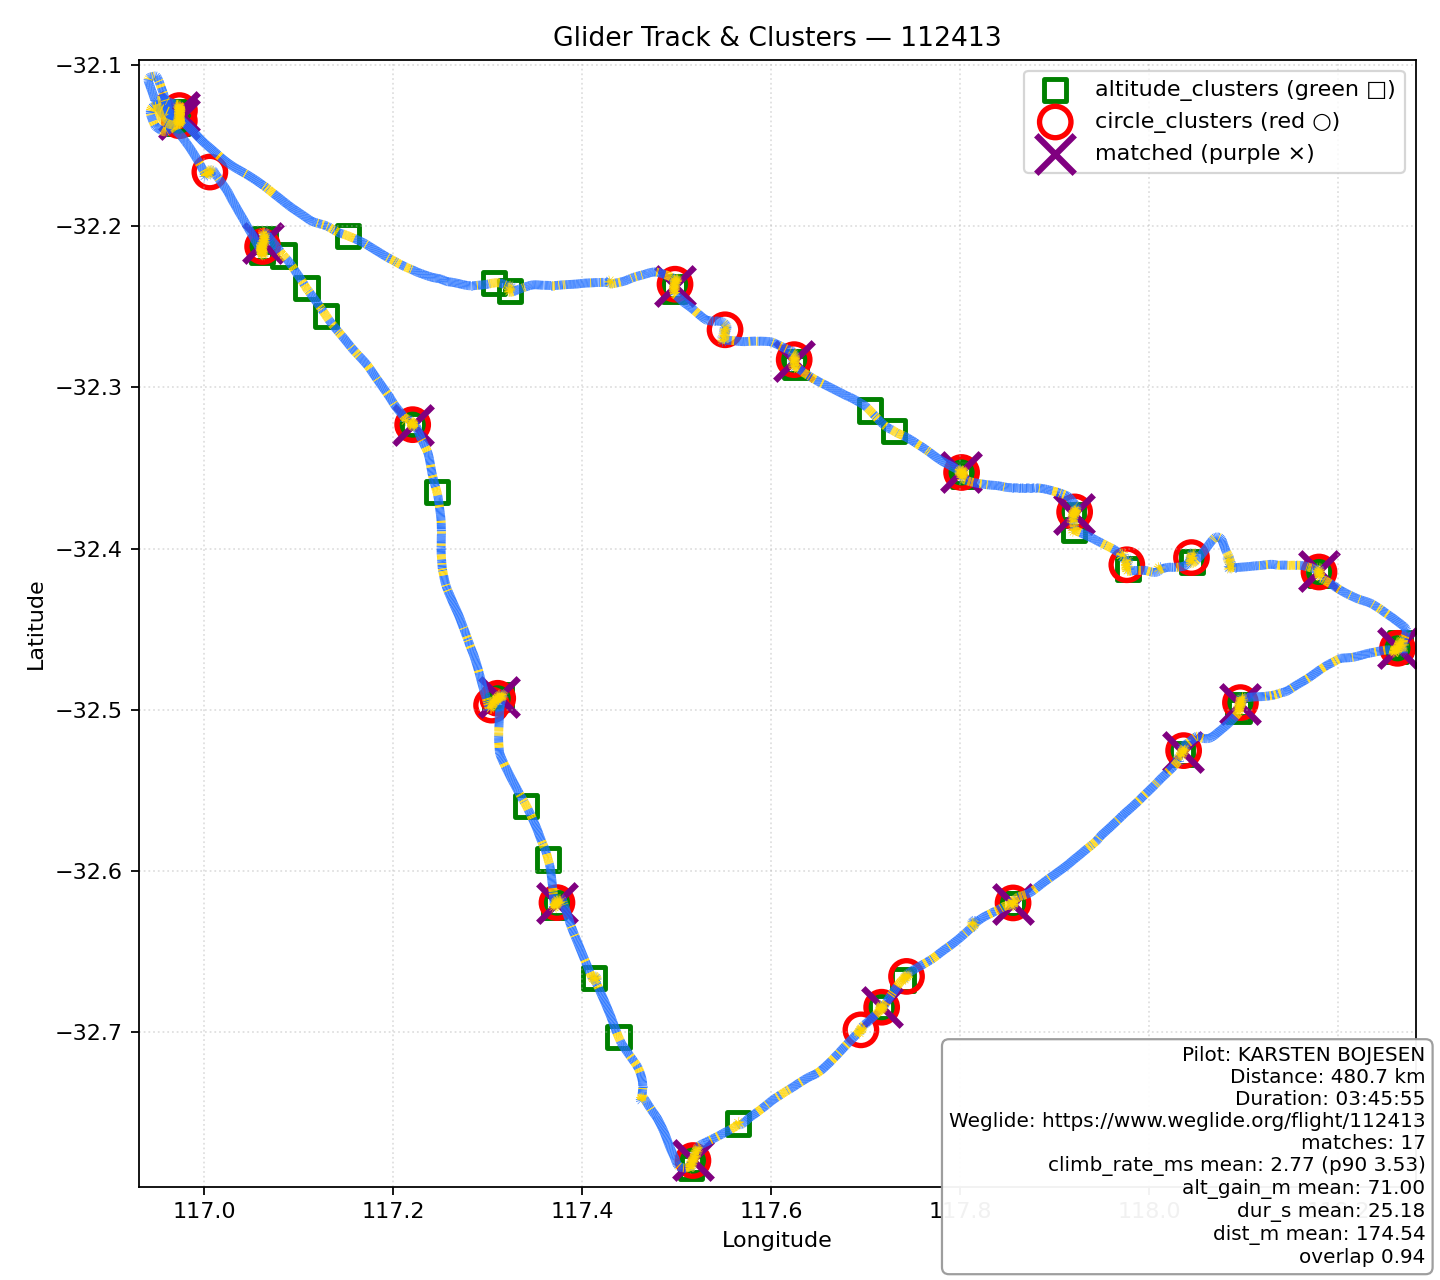 Glider Track & Clusters — 112413
altitude_clusters (green □)
circle_clusters (red ○)
matched (purple ×)
−32.1
−32.2
−32.3
−32.4
−32.5
−32.6
−32.7
Latitude
117.0
117.2
117.4
117.6
117.8
118.0
Longitude
Pilot: KARSTEN BOJESEN
Distance: 480.7 km
Duration: 03:45:55
Weglide: https://www.weglide.org/flight/112413
matches: 17
climb_rate_ms mean: 2.77 (p90 3.53)
alt_gain_m mean: 71.00
dur_s mean: 25.18
dist_m mean: 174.54
overlap 0.94